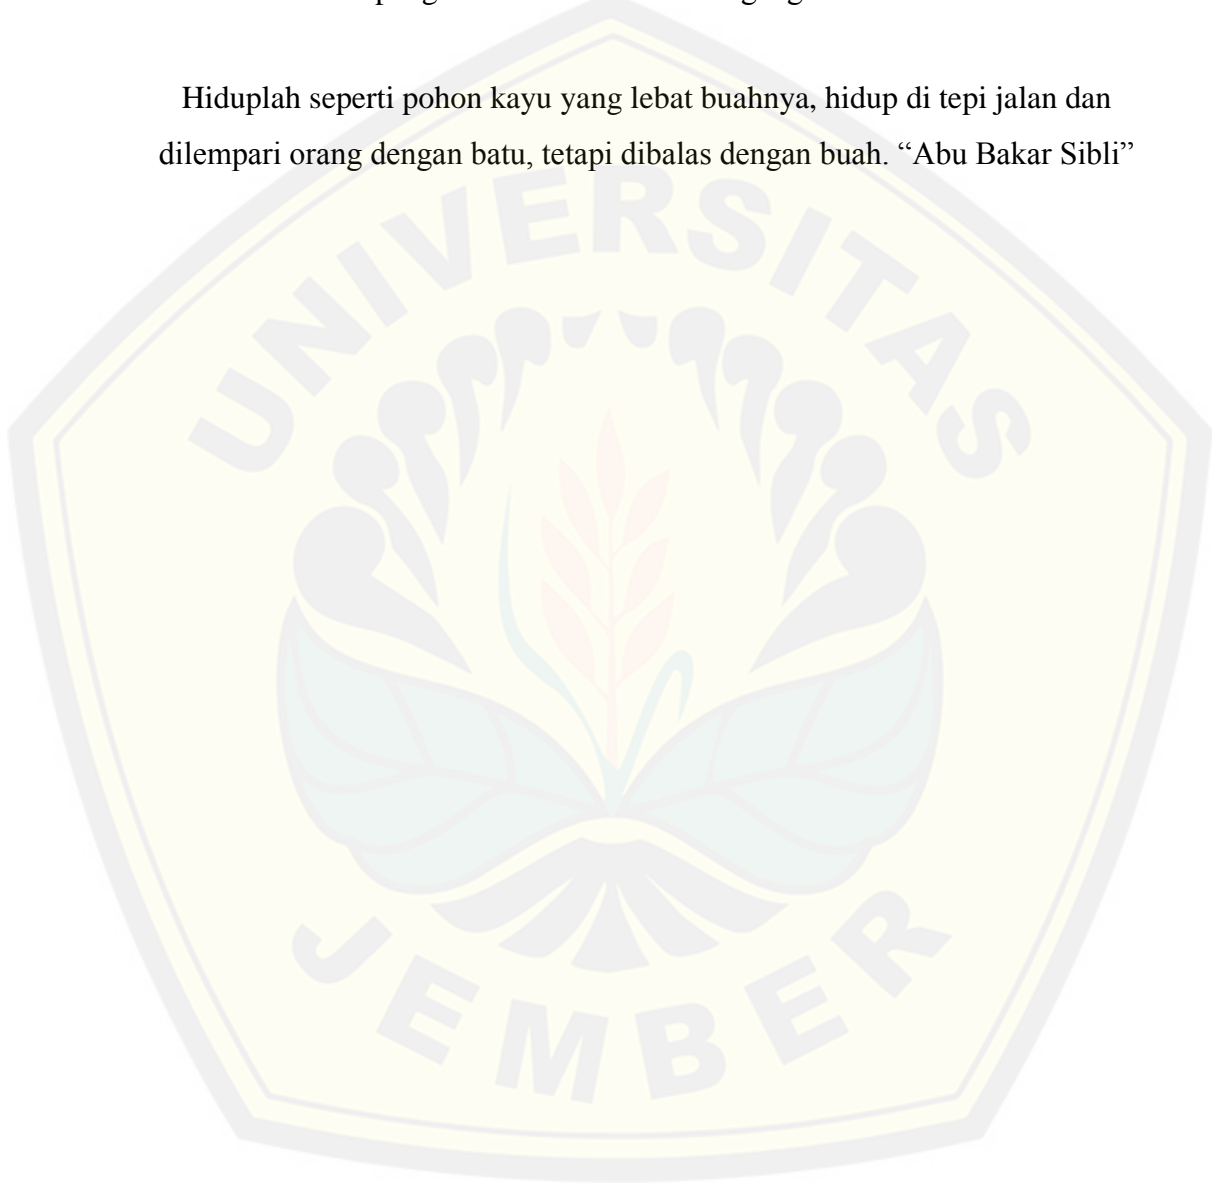 Hiduplah seperti pohon kayu yang lebat buahnya, hidup di tepi jalan dan
dilempari orang dengan batu, tetapi dibalas dengan buah. “Abu Bakar Sibli”
UNIVERSITAS
JEMBER